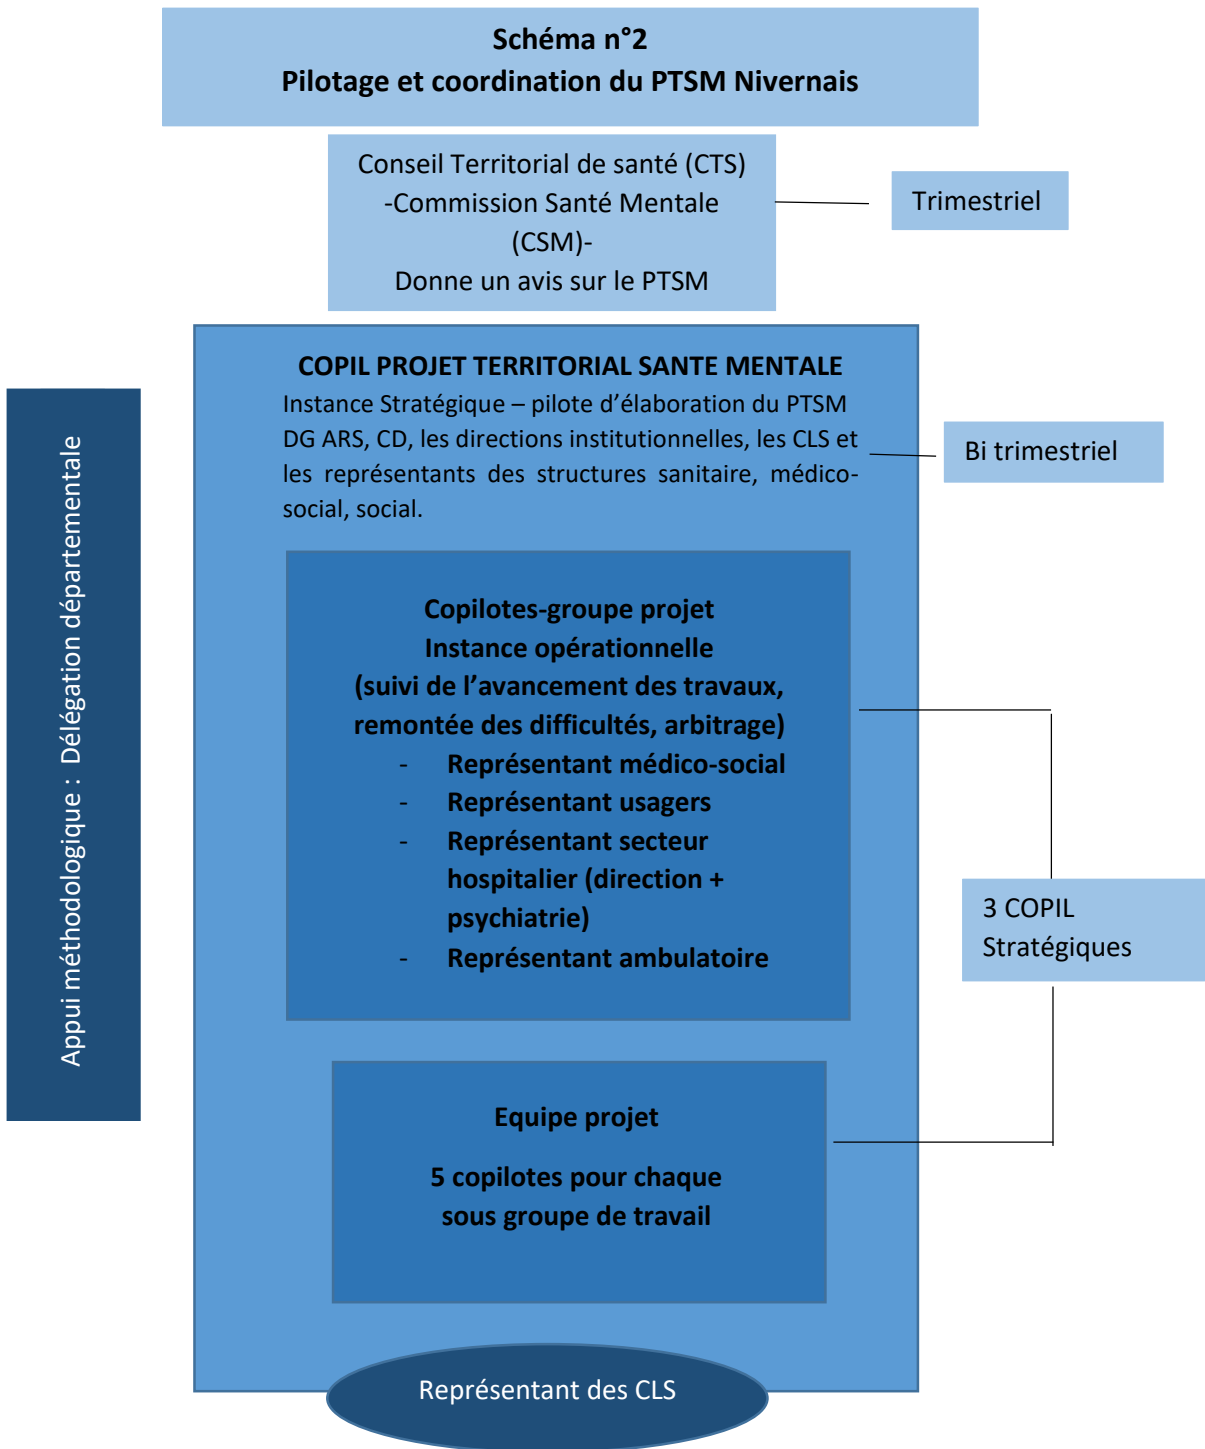 Schéma n°2
Pilotage et coordination du PTSM Nivernais
Conseil Territorial de santé (CTS)
-Commission Santé Mentale
(CSM)-
Donne un avis sur le PTSM
Trimestriel
COPIL PROJET TERRITORIAL SANTE MENTALE
Instance Stratégique – pilote d’élaboration du PTSM
DG ARS, CD, les directions institutionnelles, les CLS et
les représentants des structures sanitaire, médico-
social, social.
Bi trimestriel
Appui méthodologique : Délégation départementale
Copilotes-groupe projet
Instance opérationnelle
(suivi de l’avancement des travaux,
remontée des difficultés, arbitrage)
- Représentant médico-social
- Représentant usagers
- Représentant secteur
hospitalier (direction +
psychiatrie)
- Représentant ambulatoire
3 COPIL
Stratégiques
Equipe projet
5 copilotes pour chaque
sous groupe de travail
Représentant des CLS